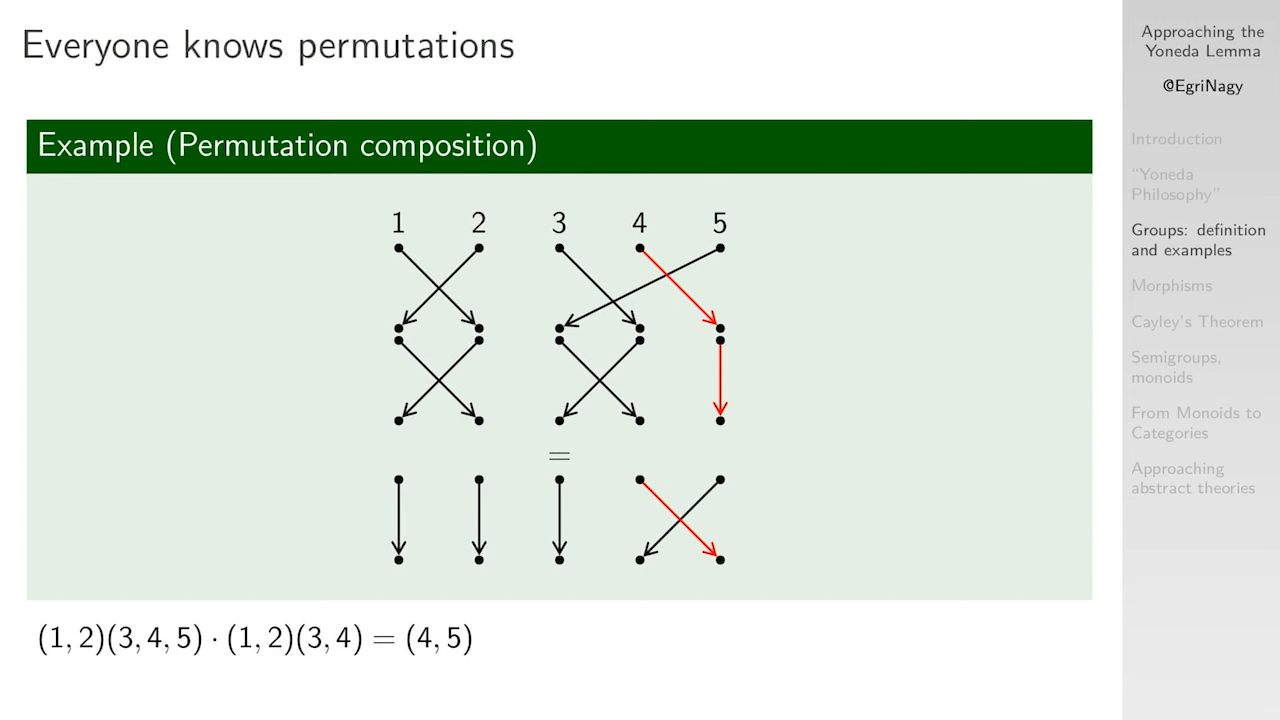 Everyone knows permutations
Example (Permutation composition)
1 2 3 4 5
=
(1, 2)(3, 4, 5) · (1, 2)(3, 4) = (4, 5)
Approaching the
Yoneda Lemma
@EgriNagy
Introduction
“Yoneda
Philosophy”
Groups: definition
and examples
Morphisms
Cayley’s Theorem
Semigroups,
monoids
From Monoids to
Categories
Approaching
abstract theories